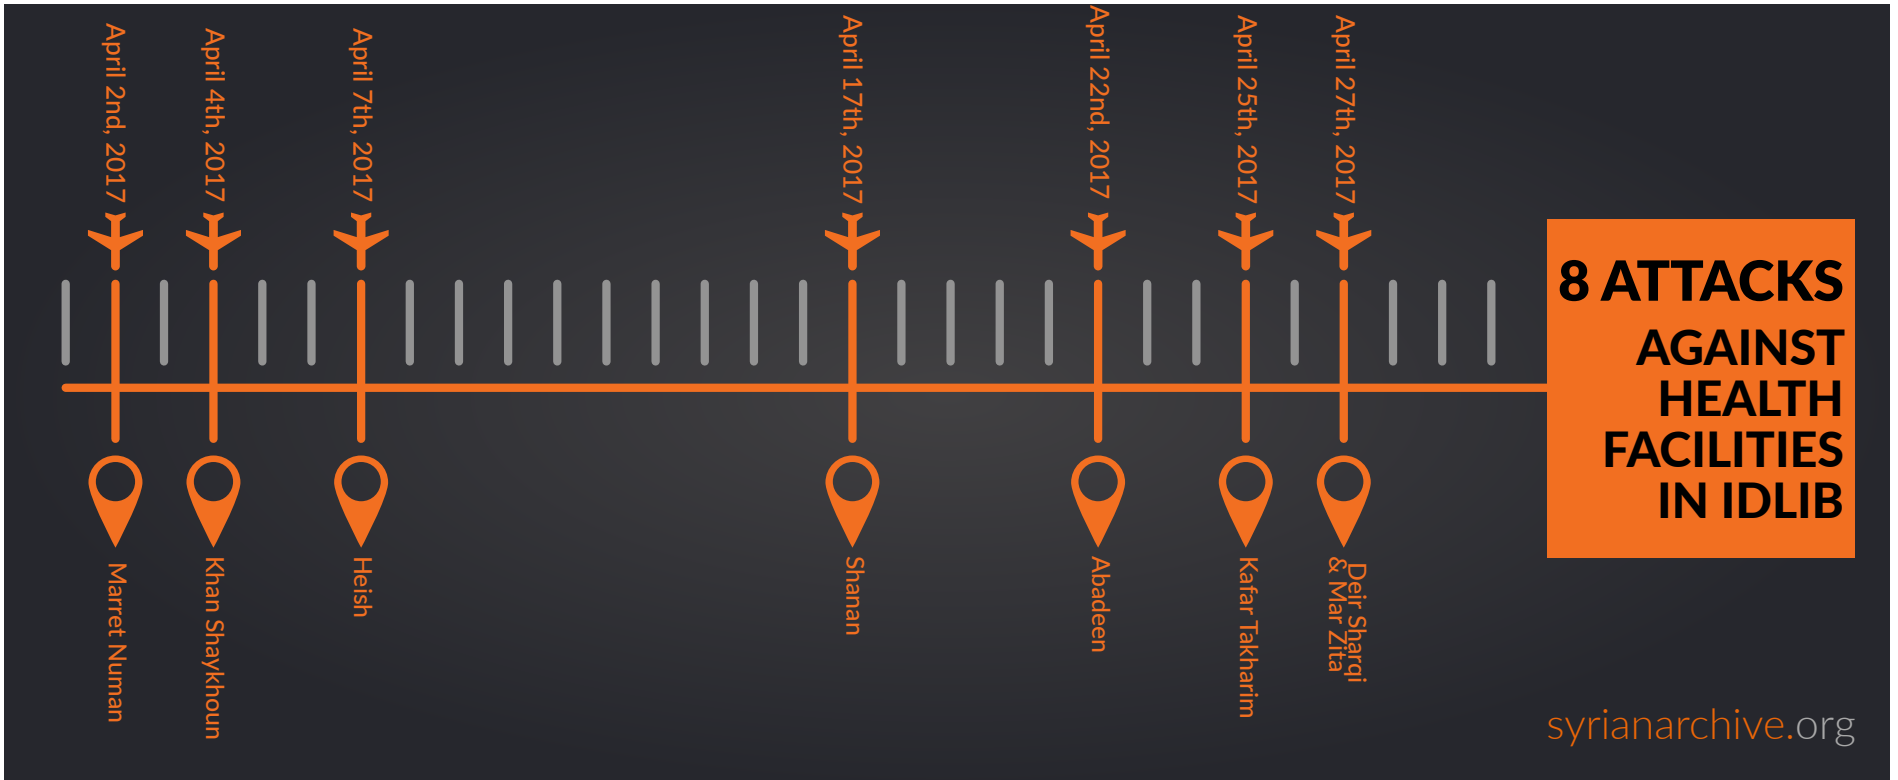 April 2nd, 2017
April 4th, 2017
April 7th, 2017
April 17th, 2017
April 22nd, 2017
April 25th, 2017
April 27th, 2017
Marret Numan
Khan Shaykhoun
Heish
Shanan
Abadeen
Kafar Takharim
Deir Sharqi
& Mar Zita
8 ATTACKS
AGAINST
HEALTH
FACILITIES
IN IDLIB
syrianarchive.org